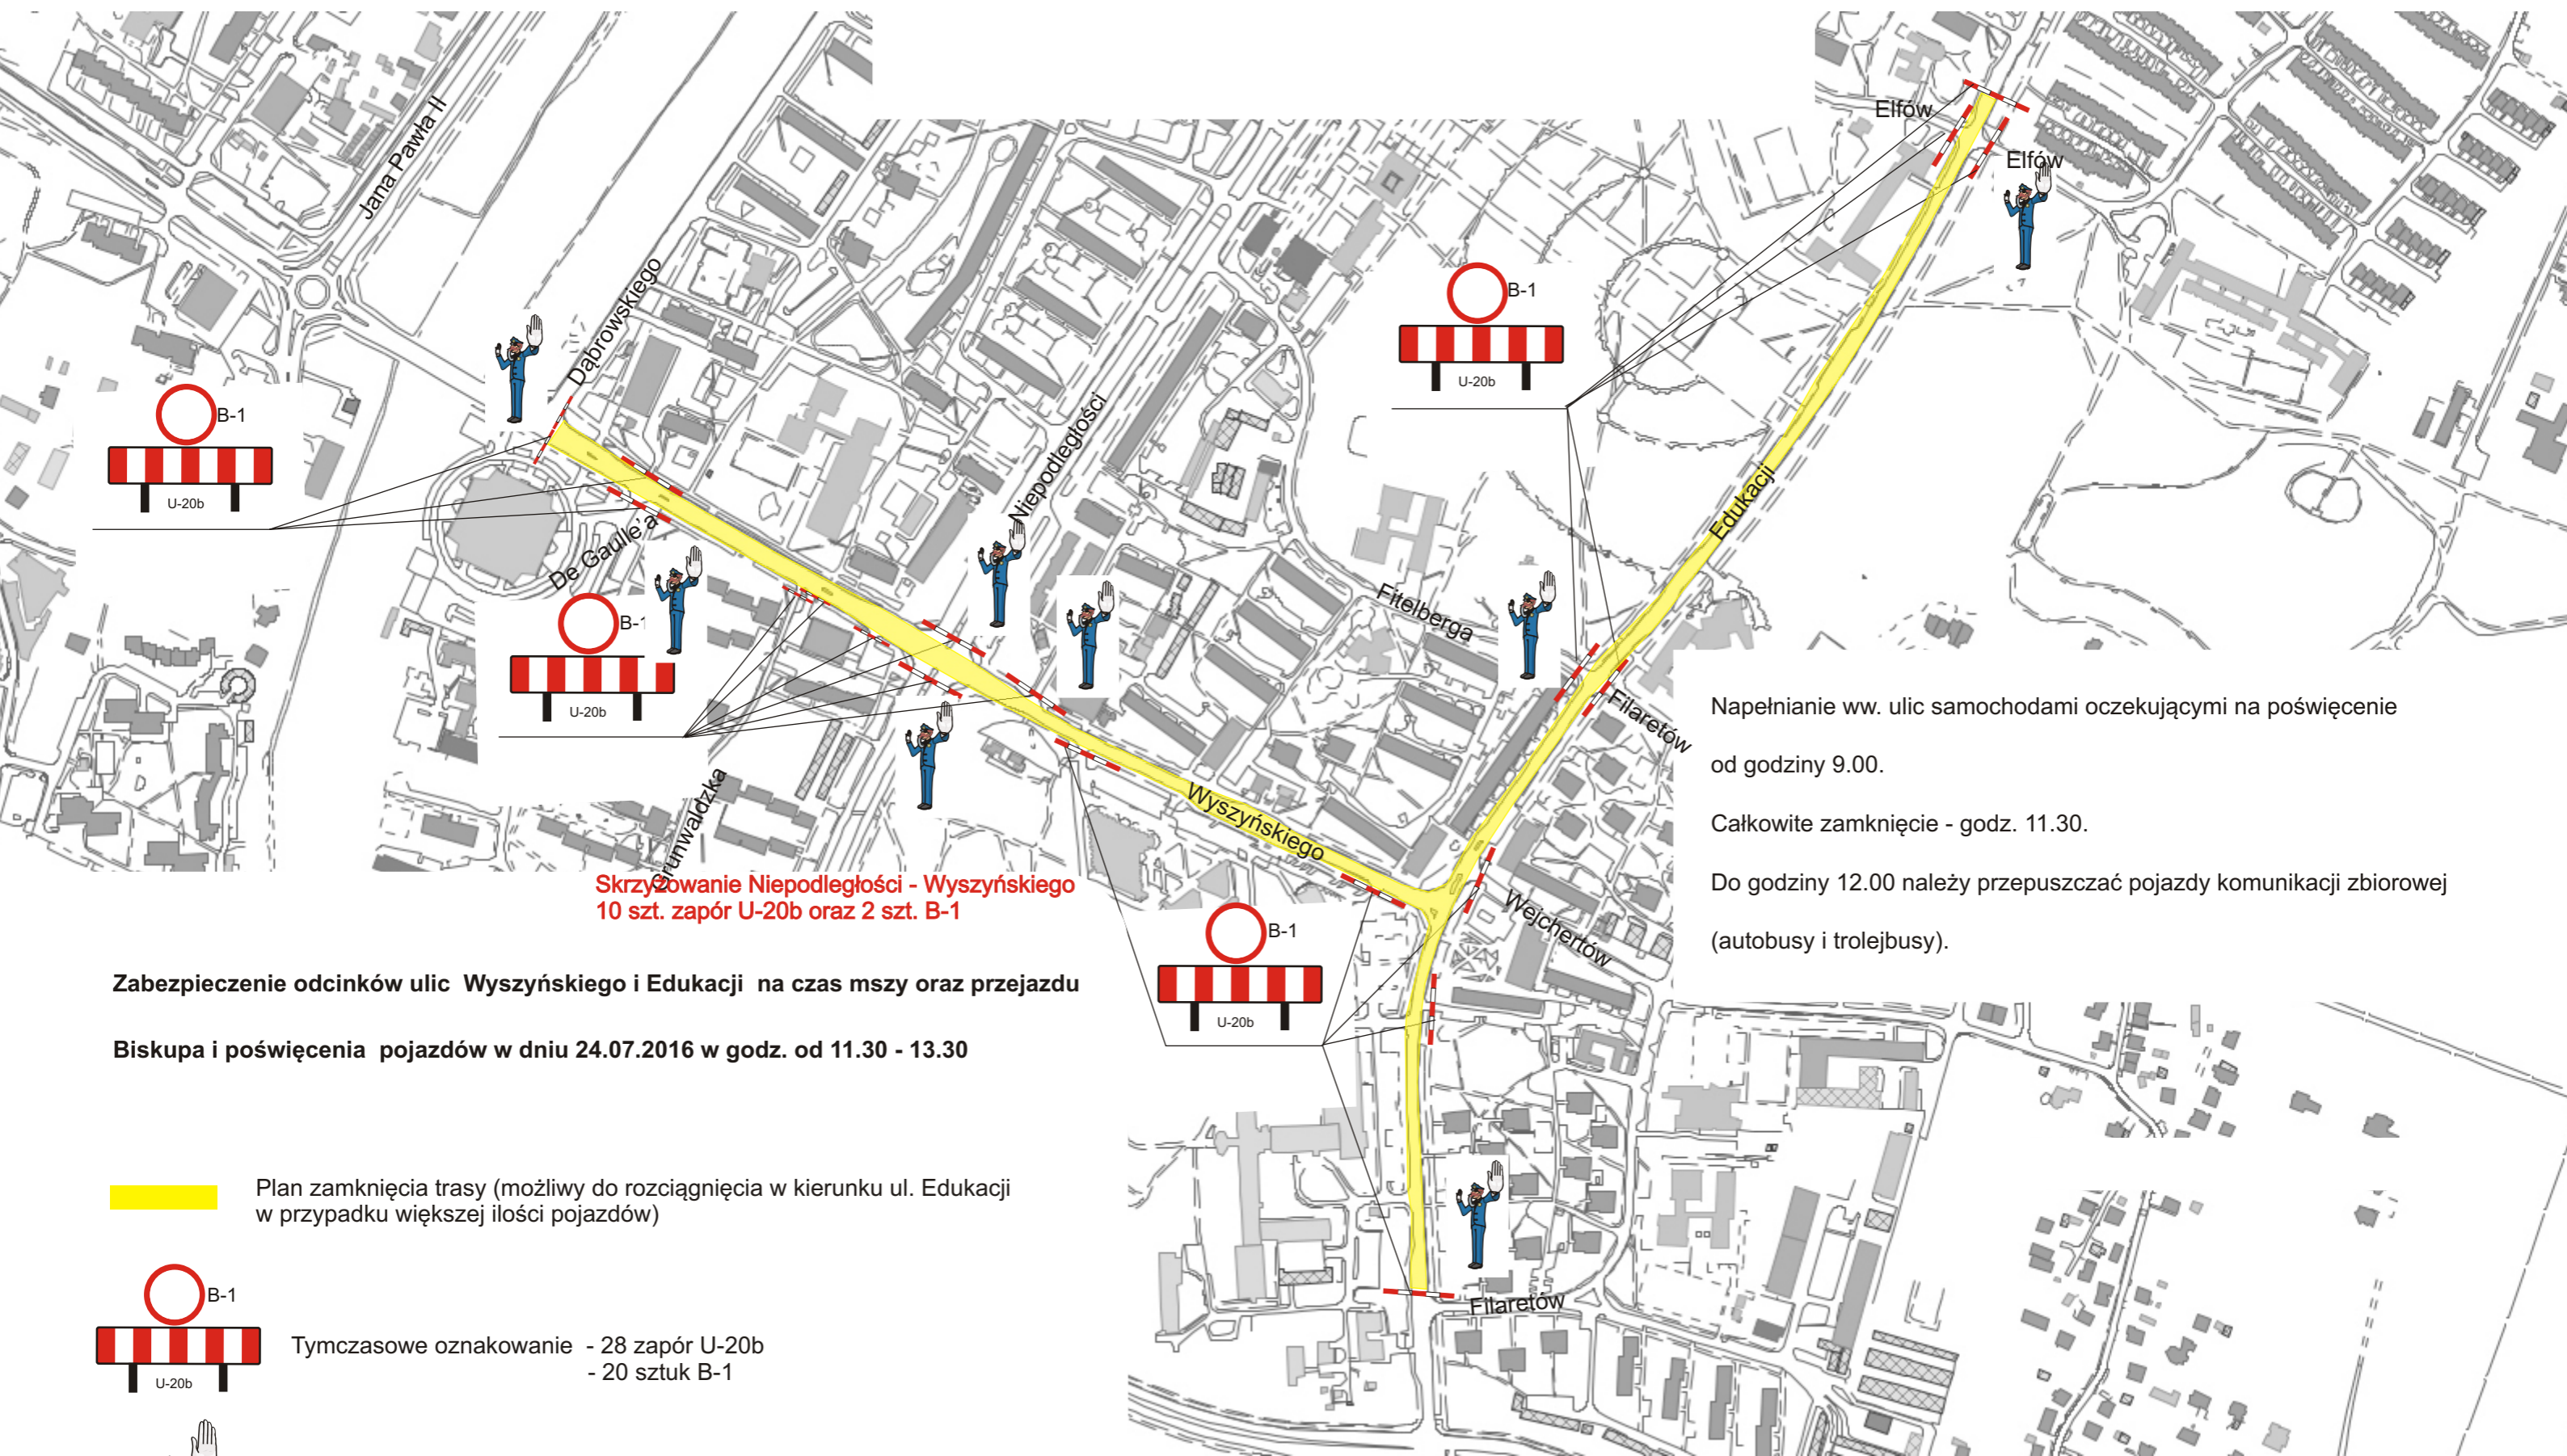 Jana Pawła II
Elfów
Elfów
B-1
U-20b
Dąbrowskiego
B-1
U-20b
Niepodległości
Edukacji
De Gaulle'a
B-1
U-20b
Fitelberga
Filaretów
Napełnianie ww. ulic samochodami oczekującymi na poświęcenie
od godziny 9.00.
Całkowite zamknięcie - godz. 11.30.
Do godziny 12.00 należy przepuszczać pojazdy komunikacji zbiorowej
(autobusy i trolejbusy).
Grunwaldzka
Wyszyńskiego
Wejchertów
B-1
U-20b
Skrzyżowanie Niepodległości - Wyszyńskiego
10 szt. zapór U-20b oraz 2 szt. B-1
Zabezpieczenie odcinków ulic Wyszyńskiego i Edukacji na czas mszy oraz przejazdu
Biskupa i poświęcenia pojazdów w dniu 24.07.2016 w godz. od 11.30 - 13.30
Plan zamknięcia trasy (możliwy do rozciągnięcia w kierunku ul. Edukacji
w przypadku większej ilości pojazdów)
Filaretów
B-1
U-20b
Tymczasowe oznakowanie - 28 zapór U-20b
- 20 sztuk B-1